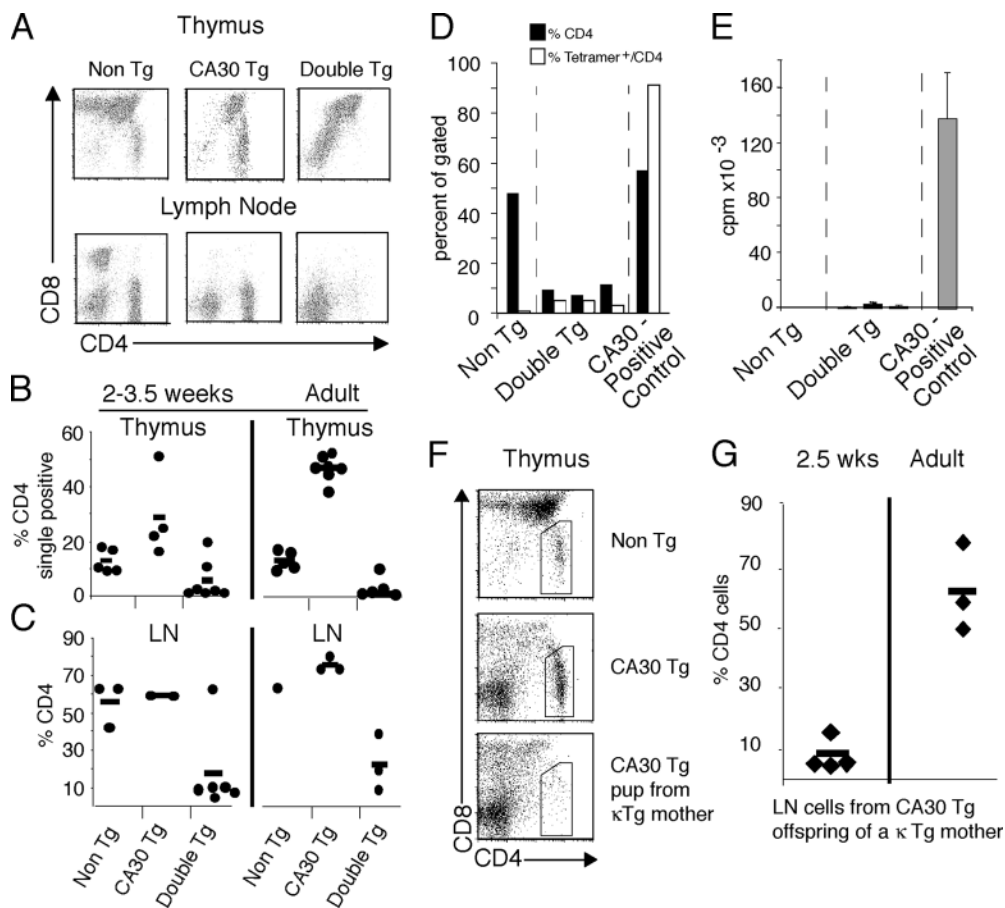 A
Thymus
Non Tg
CA30 Tg
Double Tg
CD8
Lymph Node
CD4
B
2-3.5 weeks
Adult
Thymus
Thymus
% CD4
single positive
60
40
20
10
0
C
LN
LN
% CD4
90
70
50
30
10
Non Tg
CA30 Tg
Double Tg
Non Tg
CA30 Tg
Double Tg
D
% CD4
% Tetramer+/CD4
percent of gated
100
80
60
40
20
0
Non Tg
Double Tg
CA30 -
Positive
Control
E
cpm x10-3
160
120
80
40
0
Non Tg
Double Tg
CA30-
Positive
Control
F
Thymus
Non Tg
CA30 Tg
CA30 Tg
pup from
κTg mother
CD8
CD4
G
2.5 wks
Adult
% CD4 cells
90
70
50
30
10
LN cells from CA30 Tg
offspring of a κ Tg mother